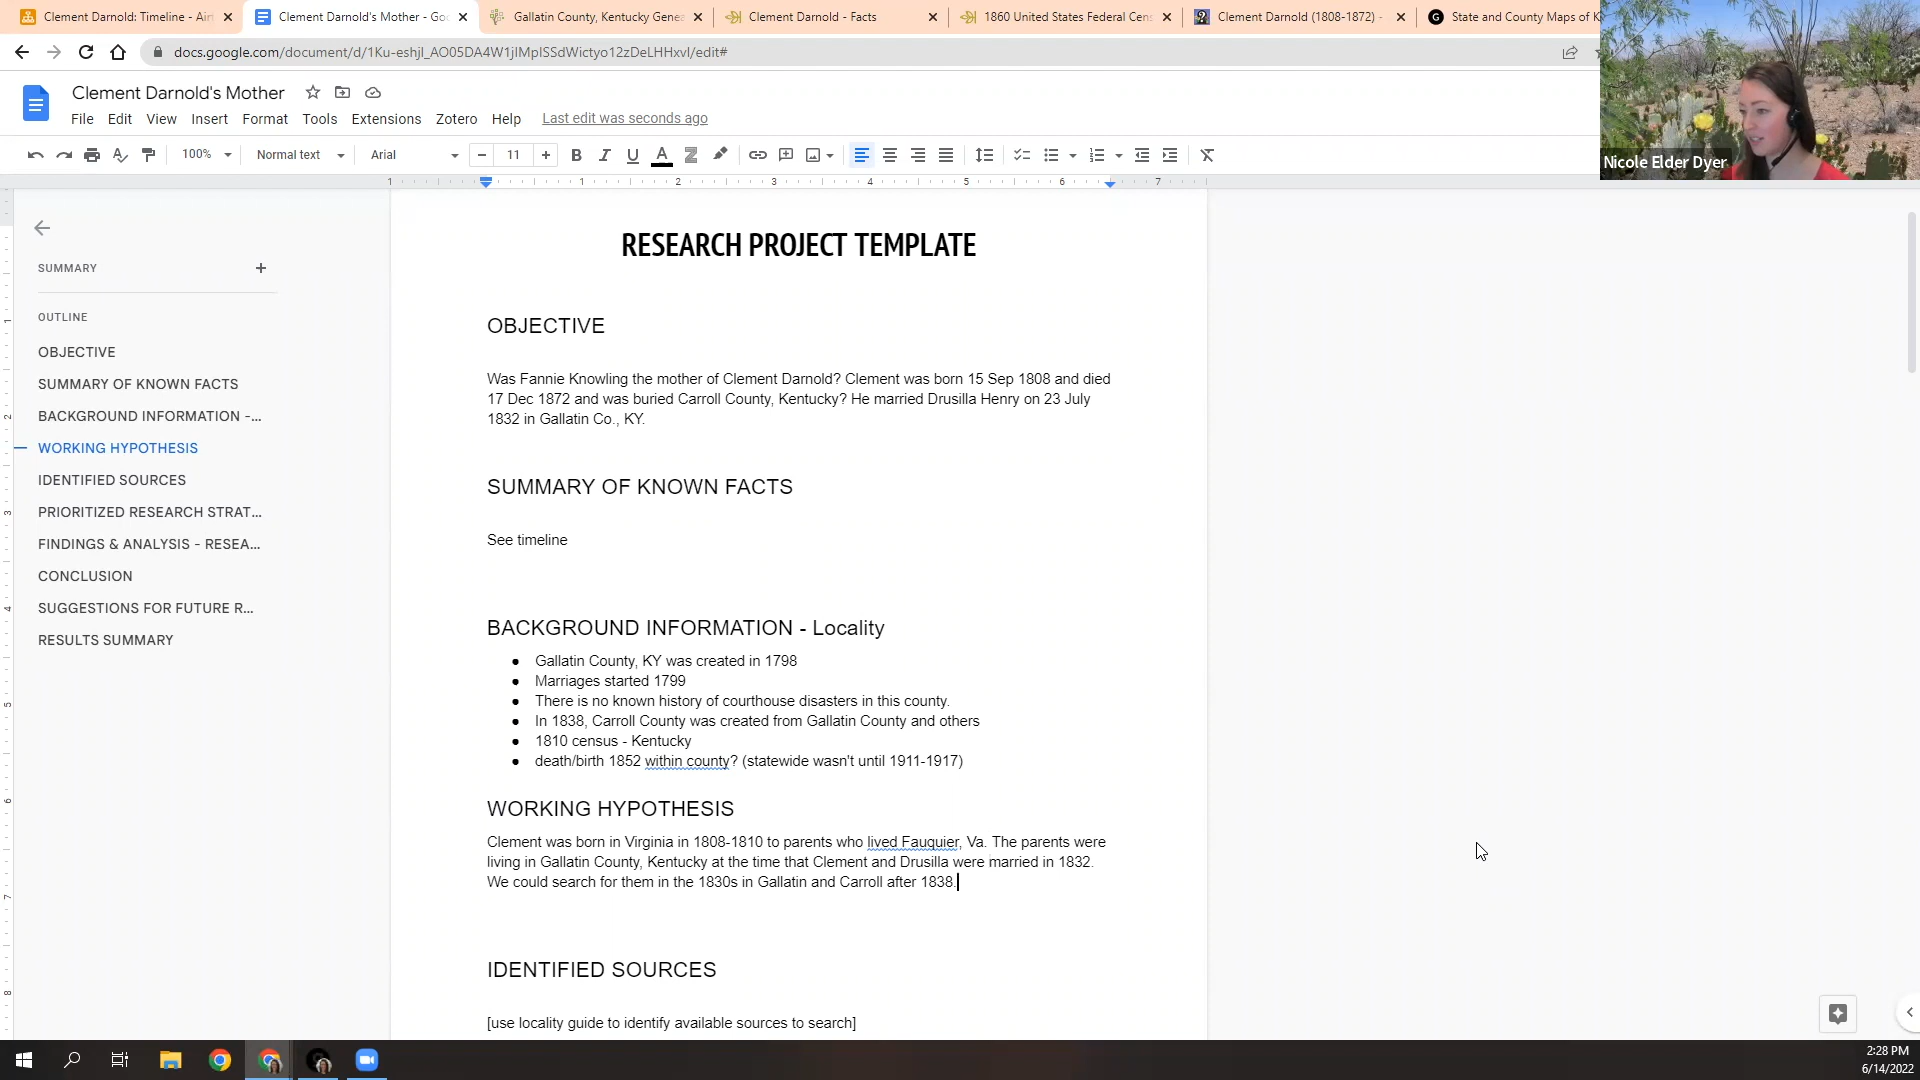 Clement Darnold: Timeline - Air
Clement Darnold's Mother - Goo
Gallatin County, Kentucky Genea
Clement Darnold - Facts
1860 United States Federal Cens
Clement Darnold (1808-1872) -
State and County Maps of K
docs.google.com/document/d/1Ku-eshjI_AO05DA4W1jIMpISSdWictyo12zDeLHHxvI/edit#
Clement Darnold's Mother
File Edit View Insert Format Tools Extensions Zotero Help Last edit was seconds ago
100% Normal text Arial 11
Nicole Elder Dyer
1 1 2 3 4 5 6 7
SUMMARY
OUTLINE
OBJECTIVE
SUMMARY OF KNOWN FACTS
BACKGROUND INFORMATION -...
WORKING HYPOTHESIS
IDENTIFIED SOURCES
PRIORITIZED RESEARCH STRAT...
FINDINGS & ANALYSIS - RESEA...
CONCLUSION
SUGGESTIONS FOR FUTURE R...
RESULTS SUMMARY
RESEARCH PROJECT TEMPLATE
OBJECTIVE
Was Fannie Knowling the mother of Clement Darnold? Clement was born 15 Sep 1808 and died
17 Dec 1872 and was buried Carroll County, Kentucky? He married Drusilla Henry on 23 July
1832 in Gallatin Co., KY.
SUMMARY OF KNOWN FACTS
See timeline
BACKGROUND INFORMATION - Locality
● Gallatin County, KY was created in 1798
● Marriages started 1799
● There is no known history of courthouse disasters in this county.
● In 1838, Carroll County was created from Gallatin County and others
● 1810 census - Kentucky
● death/birth 1852 within county? (statewide wasn't until 1911-1917)
WORKING HYPOTHESIS
Clement was born in Virginia in 1808-1810 to parents who lived Fauquier, Va. The parents were
living in Gallatin County, Kentucky at the time that Clement and Drusilla were married in 1832.
We could search for them in the 1830s in Gallatin and Carroll after 1838.
IDENTIFIED SOURCES
[use locality guide to identify available sources to search]
2:28 PM
6/14/2022